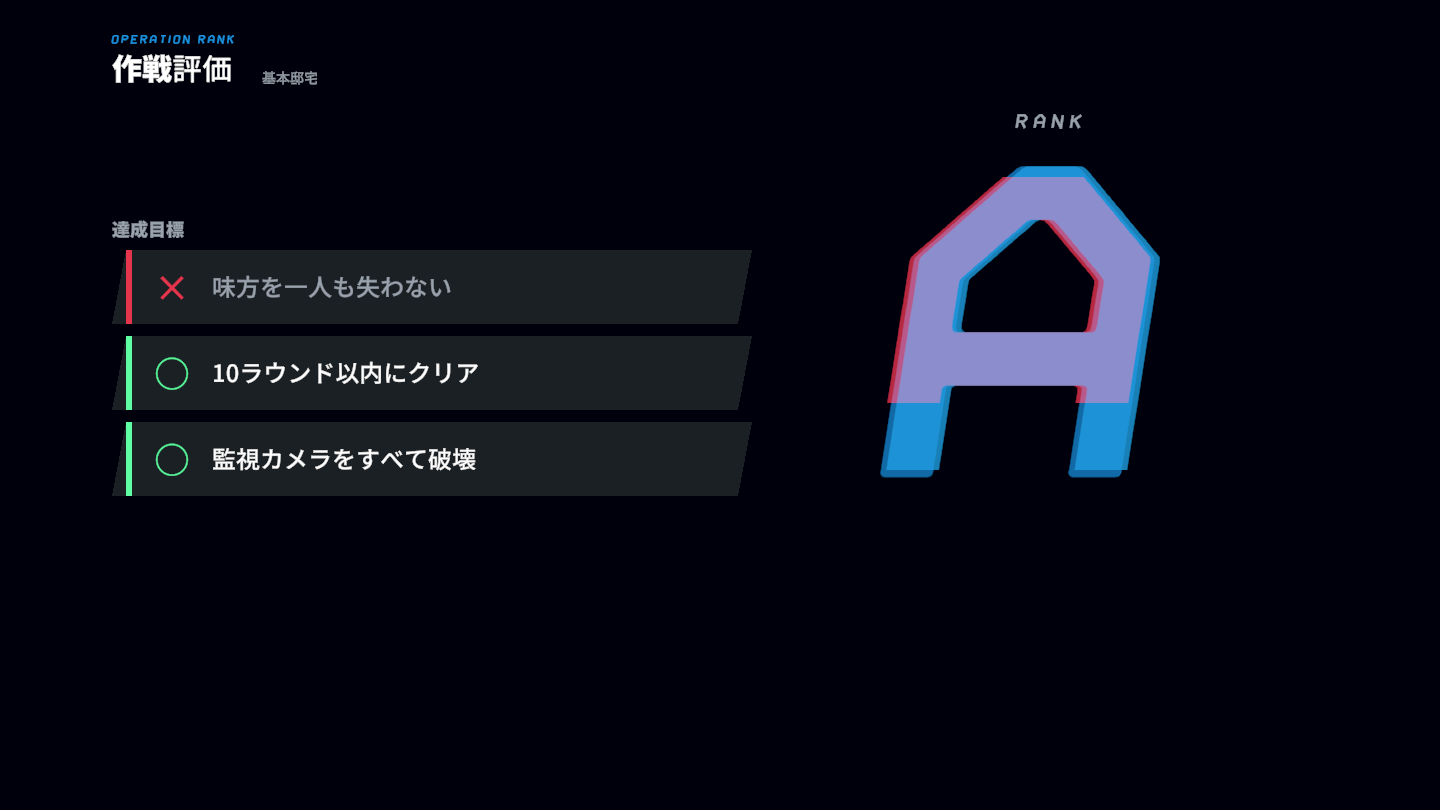 OPERATION RANK
作戦評価 基本邸宅
RANK
A
達成目標
味方を一人も失わない
10ラウンド以内にクリア
監視カメラをすべて破壊